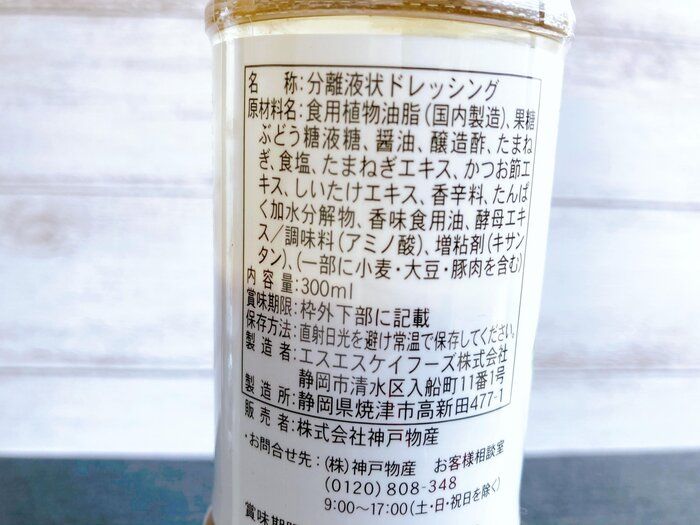 名　称：分離液状ドレッシング
原材料名：食用植物油脂（国内製造）、果糖
ぶどう糖液糖、醤油、醸造酢、たまね
ぎ、食塩、たまねぎエキス、かつお節エ
キス、しいたけエキス、香辛料、たんぱ
く加水分解物、香味食用油、酵母エキ
ス／調味料（アミノ酸）、増粘剤（キサン
タン）、（一部に小麦・大豆・豚肉を含む）
内容量：300ml
賞味期限：枠外下部に記載
保存方法：直射日光を避け常温で保存してください。
製造者：エスエスケイフーズ株式会社
静岡市清水区入船町11番1号
製造所：静岡県焼津市高新田477-1
販売者：株式会社神戸物産
・お問合せ先：（株）神戸物産　お客様相談室
（0120）808-348
9:00～17:00（土・日・祝日を除く）
賞味期限